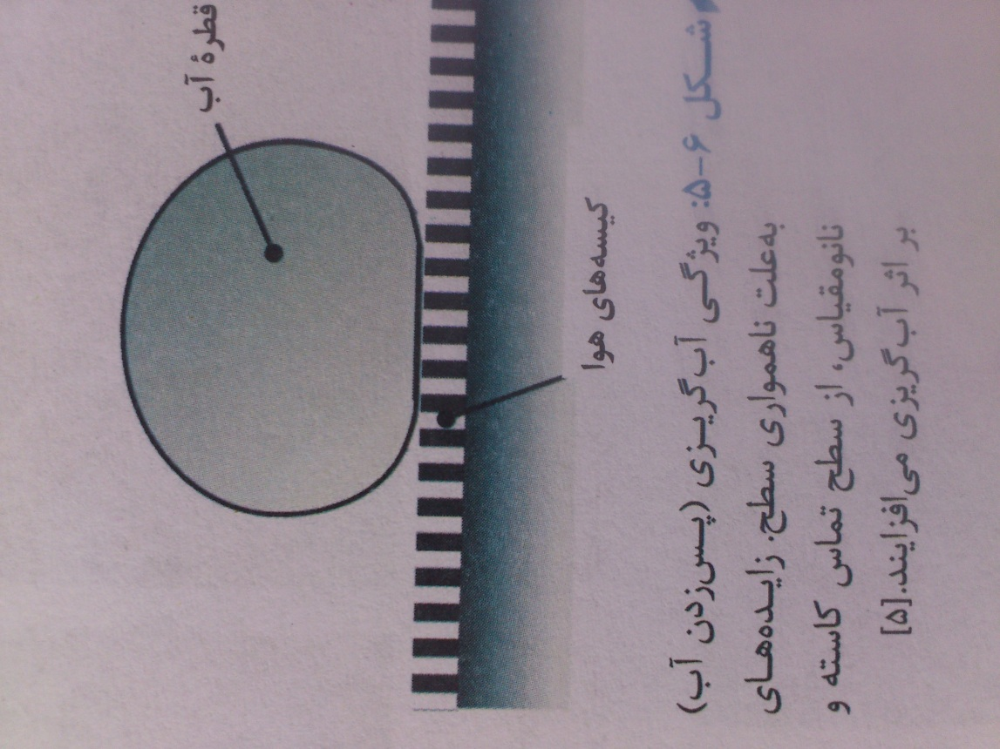 قطرهٔ آب
کیسه‌های هوا
شکل ۶-۵: ویژگی آب‌گریزی (پس‌زدن آب)
به‌علت ناهمواری سطح. زایده‌های
نانومقیاس، از سطح تماس کاسته و
بر اثر آب‌گریزی می‌افزایند.[۵]